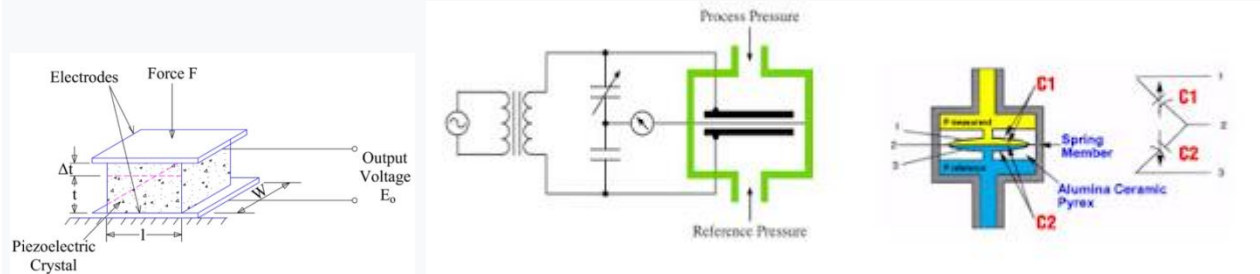 Electrodes
Force F
Δt
t
Output
Voltage
Eo
W
l
Piezoelectric
Crystal
Process Pressure
Reference Pressure
C1
P measured
1
2
3
Spring
Member
P reference
Alumina Ceramic
Pyrex
C2
1
C1
2
C2
3